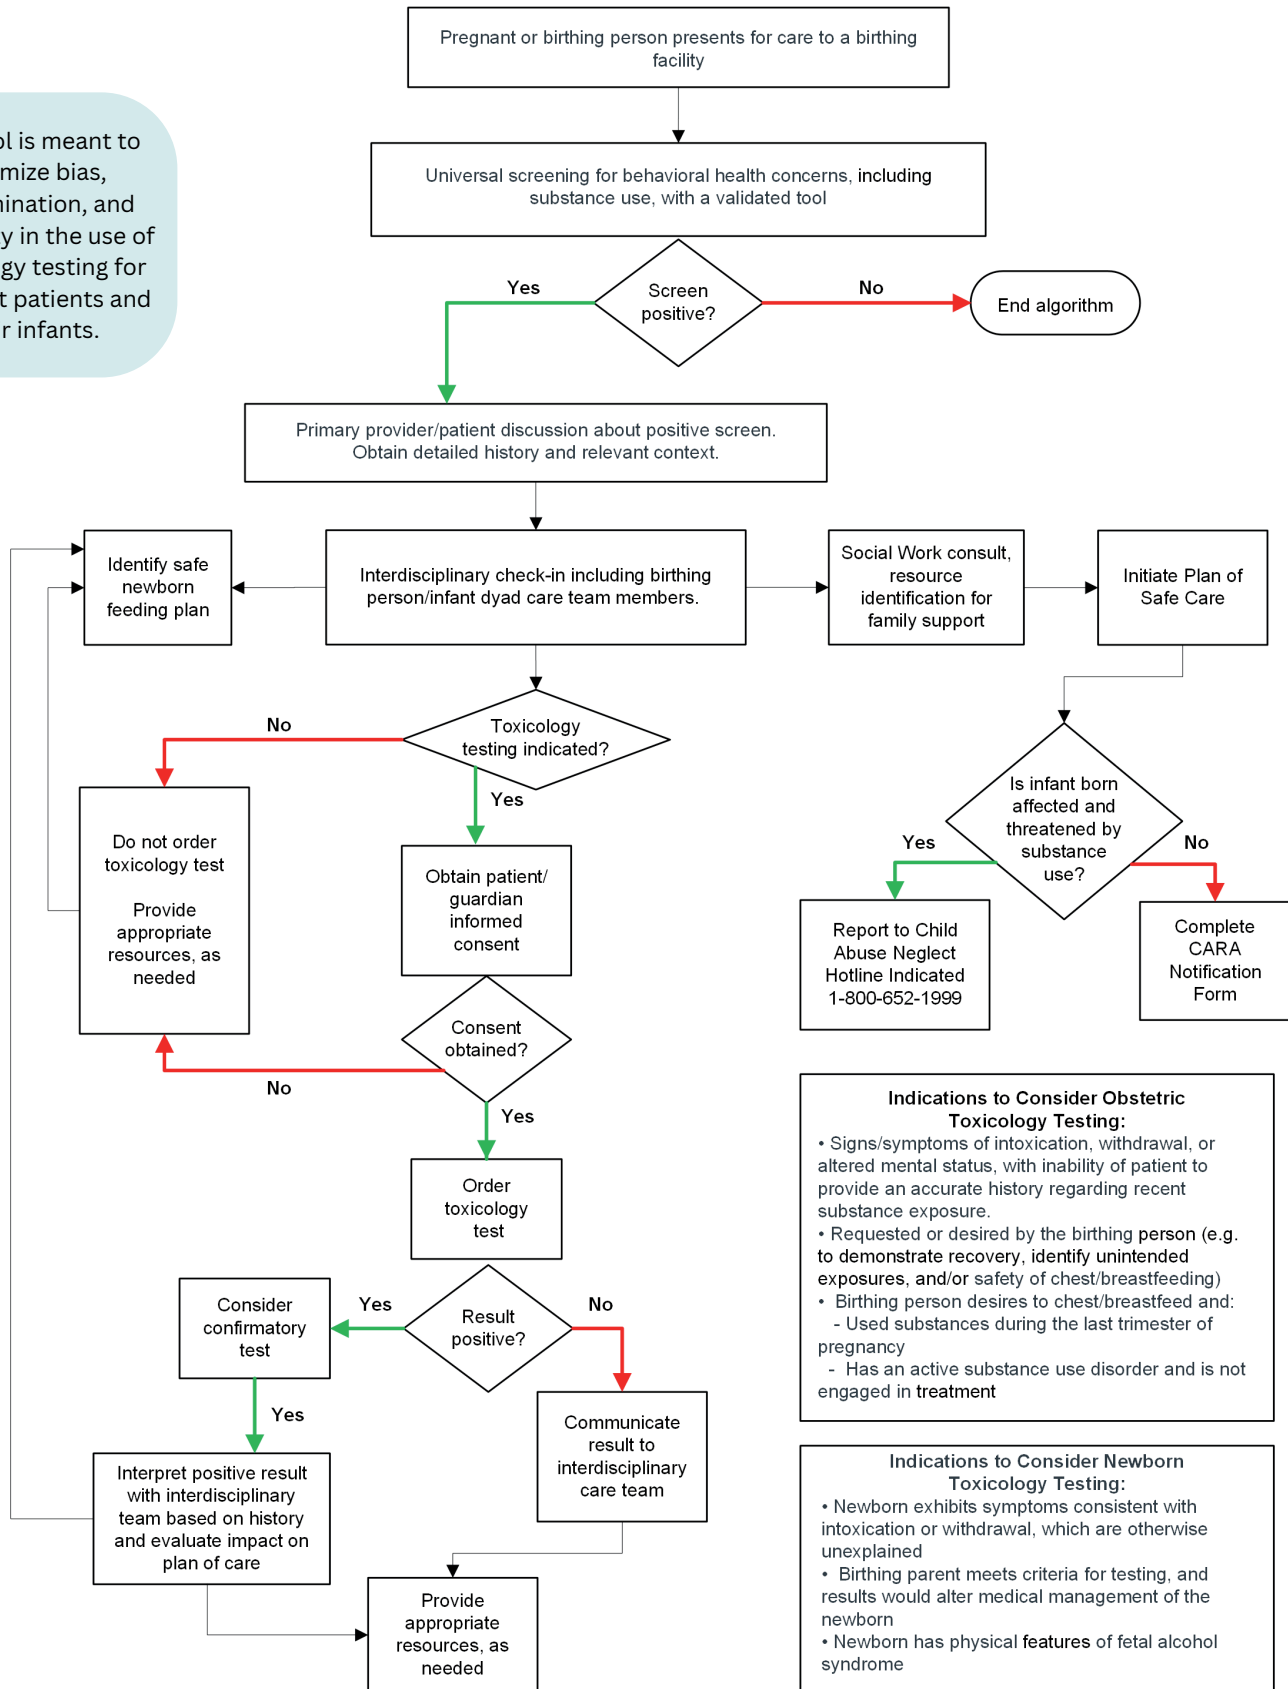 Pregnant or birthing person presents for care to a birthing
facility
ol is meant to
mize bias,
nination, and
y in the use of
gy testing for
t patients and
r infants.
Universal screening for behavioral health concerns, including
substance use, with a validated tool
Yes
Screen
positive?
No
End algorithm
Primary provider/patient discussion about positive screen.
Obtain detailed history and relevant context.
Identify safe
newborn
feeding plan
Interdisciplinary check-in including birthing
person/infant dyad care team members.
Social Work consult,
resource
identification for
family support
Initiate Plan of
Safe Care
No
Toxicology
testing indicated?
Yes
Do not order
toxicology test
Provide
appropriate
resources, as
needed
Obtain patient/
guardian
informed
consent
Is infant born
affected and
threatened by
substance
use?
Yes
No
Report to Child
Abuse Neglect
Hotline Indicated
1-800-652-1999
Complete
CARA
Notification
Form
Consent
obtained?
No
Yes
Order
toxicology
test
Consider
confirmatory
test
Yes
Result
positive?
No
Yes
Communicate
result to
interdisciplinary
care team
Interpret positive result
with interdisciplinary
team based on history
and evaluate impact on
plan of care
Provide
appropriate
resources, as
needed
Indications to Consider Obstetric
Toxicology Testing:
• Signs/symptoms of intoxication, withdrawal, or
altered mental status, with inability of patient to
provide an accurate history regarding recent
substance exposure.
• Requested or desired by the birthing person (e.g.
to demonstrate recovery, identify unintended
exposures, and/or safety of chest/breastfeeding)
• Birthing person desires to chest/breastfeed and:
- Used substances during the last trimester of
pregnancy
- Has an active substance use disorder and is not
engaged in treatment
Indications to Consider Newborn
Toxicology Testing:
• Newborn exhibits symptoms consistent with
intoxication or withdrawal, which are otherwise
unexplained
• Birthing parent meets criteria for testing, and
results would alter medical management of the
newborn
• Newborn has physical features of fetal alcohol
syndrome